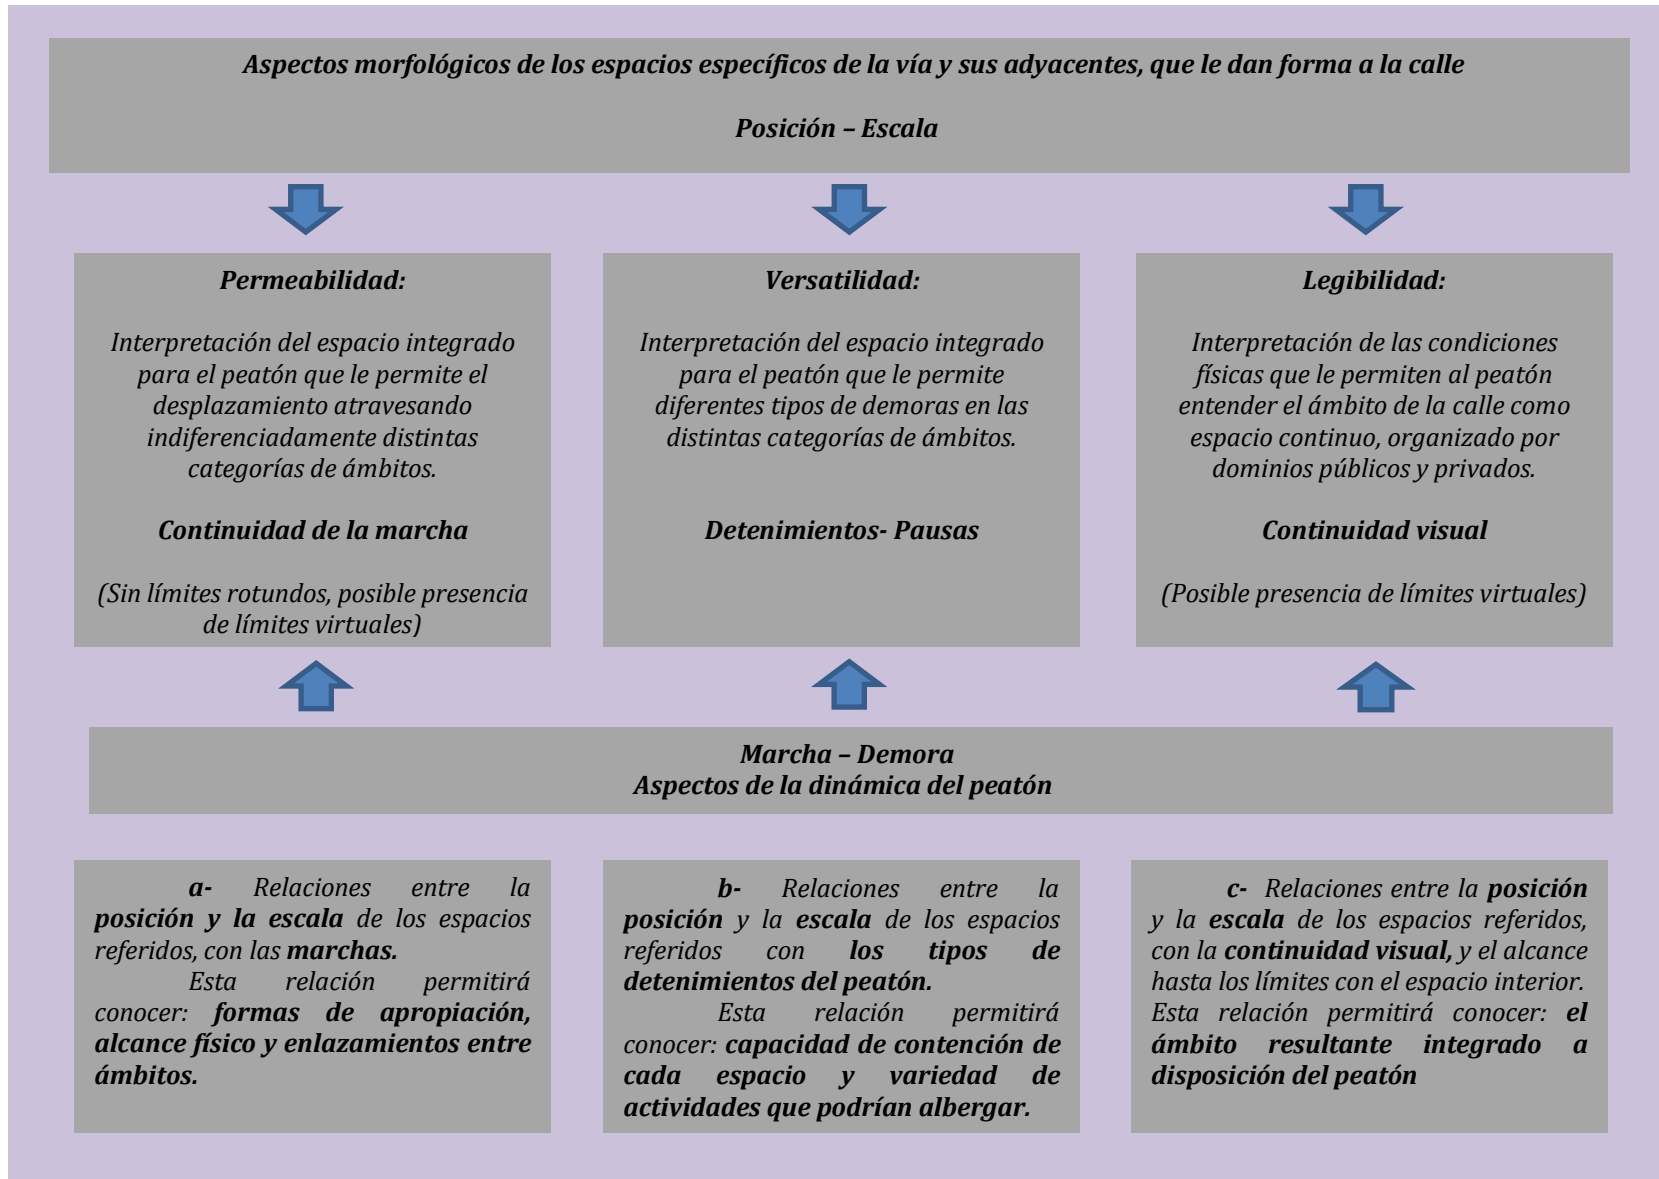 Aspectos morfológicos de los espacios específicos de la vía y sus adyacentes, que le dan forma a la calle
Posición – Escala
Permeabilidad:
Interpretación del espacio integrado
para el peatón que le permite el
desplazamiento atravesando
indiferenciadamente distintas
categorías de ámbitos.
Continuidad de la marcha
(Sin límites rotundos, posible presencia
de límites virtuales)
Versatilidad:
Interpretación del espacio integrado
para el peatón que le permite
diferentes tipos de demoras en las
distintas categorías de ámbitos.
Detenimientos- Pausas
Legibilidad:
Interpretación de las condiciones
físicas que le permiten al peatón
entender el ámbito de la calle como
espacio continuo, organizado por
dominios públicos y privados.
Continuidad visual
(Posible presencia de límites virtuales)
Marcha – Demora
Aspectos de la dinámica del peatón
a- Relaciones entre la
posición y la escala de los espacios
referidos, con las marchas.
Esta relación permitirá
conocer: formas de apropiación,
alcance físico y enlazamientos entre
ámbitos.
b- Relaciones entre la
posición y la escala de los espacios
referidos con los tipos de
detenimientos del peatón.
Esta relación permitirá
conocer: capacidad de contención de
cada espacio y variedad de
actividades que podrían albergar.
c- Relaciones entre la posición
y la escala de los espacios referidos,
con la continuidad visual, y el alcance
hasta los límites con el espacio interior.
Esta relación permitirá conocer: el
ámbito resultante integrado a
disposición del peatón